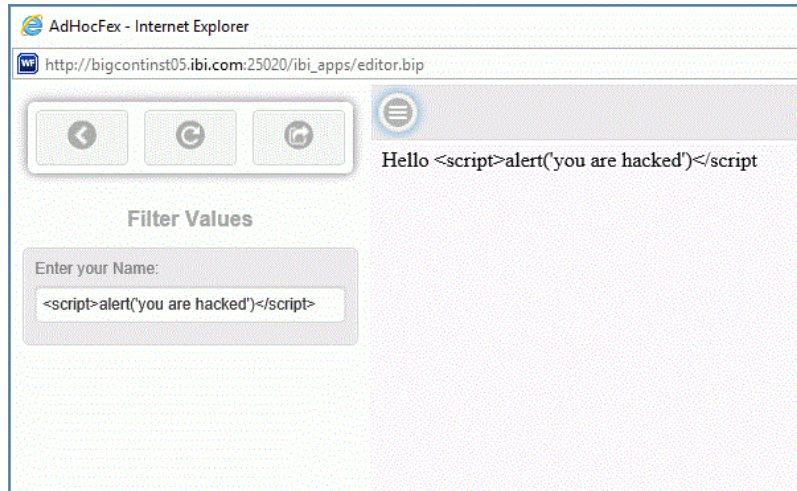 AdHocFex - Internet Explorer
WF http://bigcontinst05.ibi.com:25020/ibi_apps/editor.bip
Hello <script>alert('you are hacked')</script
Filter Values
Enter your Name:
<script>alert('you are hacked')</script>